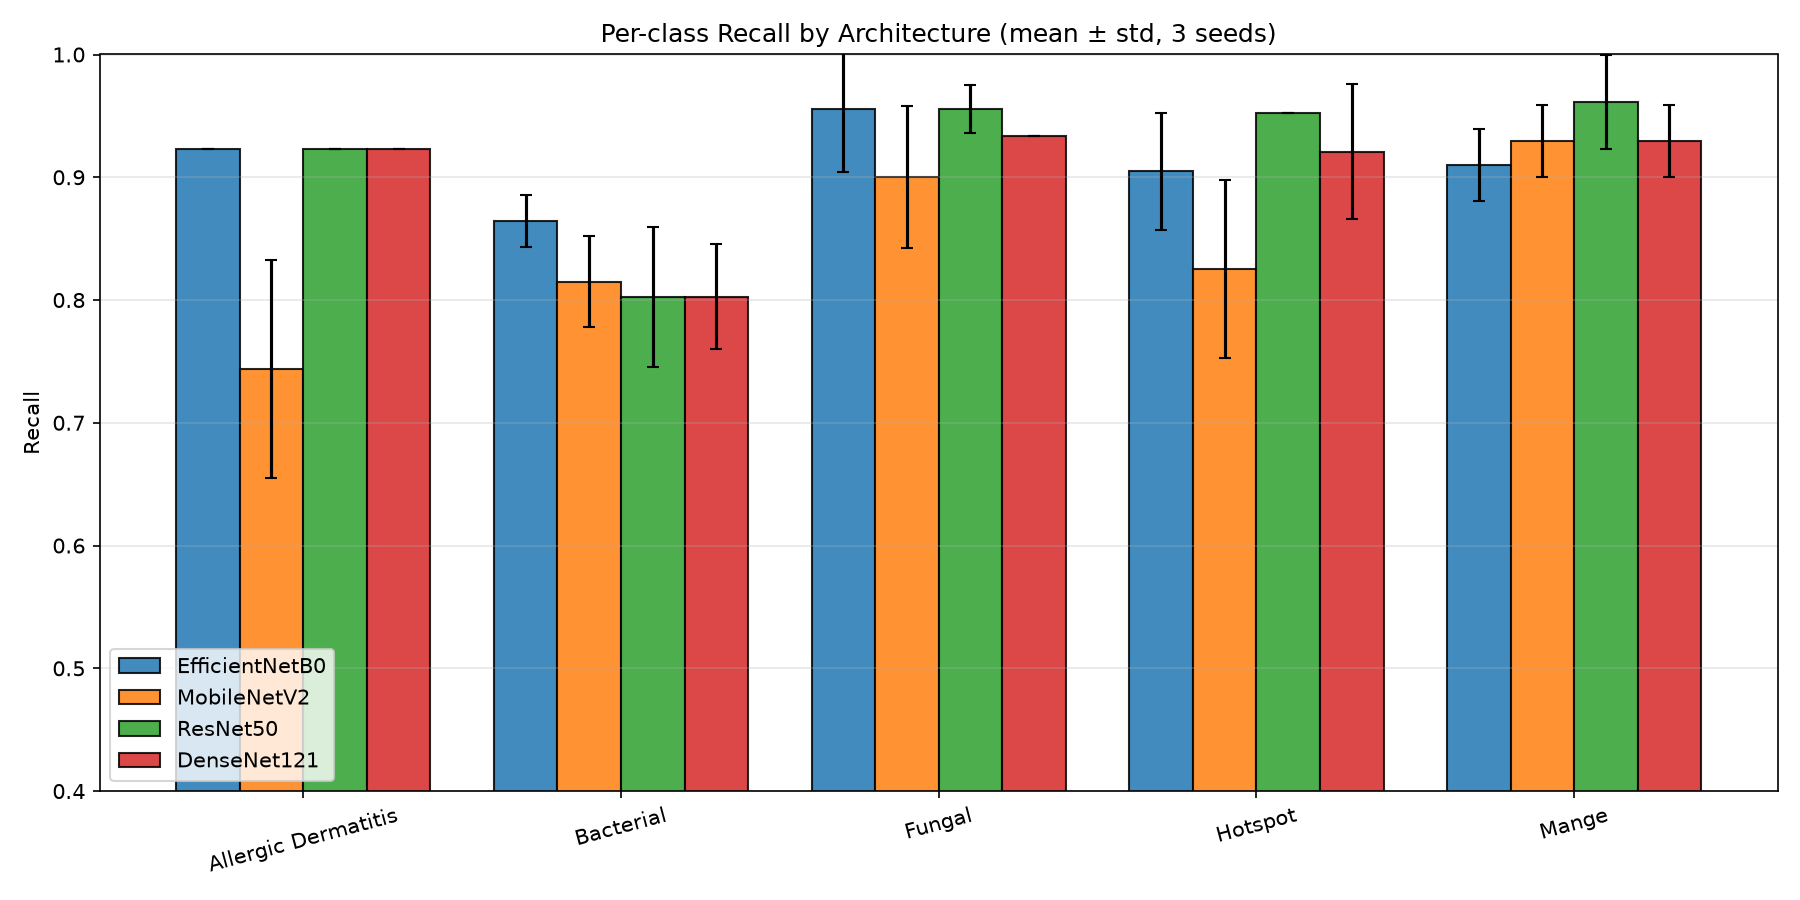 Per-class Recall by Architecture (mean ± std, 3 seeds)
1.0
0.9
0.8
0.7
0.6
0.5
0.4
Recall
EfficientNetB0
MobileNetV2
ResNet50
DenseNet121
Allergic Dermatitis
Bacterial
Fungal
Hotspot
Mange